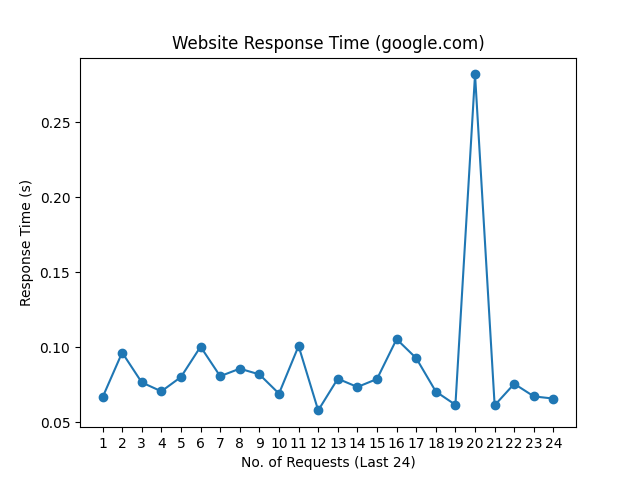 Website Response Time (google.com)
Response Time (s)
0.25
0.20
0.15
0.10
0.05
1 2 3 4 5 6 7 8 9 10 11 12 13 14 15 16 17 18 19 20 21 22 23 24
No. of Requests (Last 24)